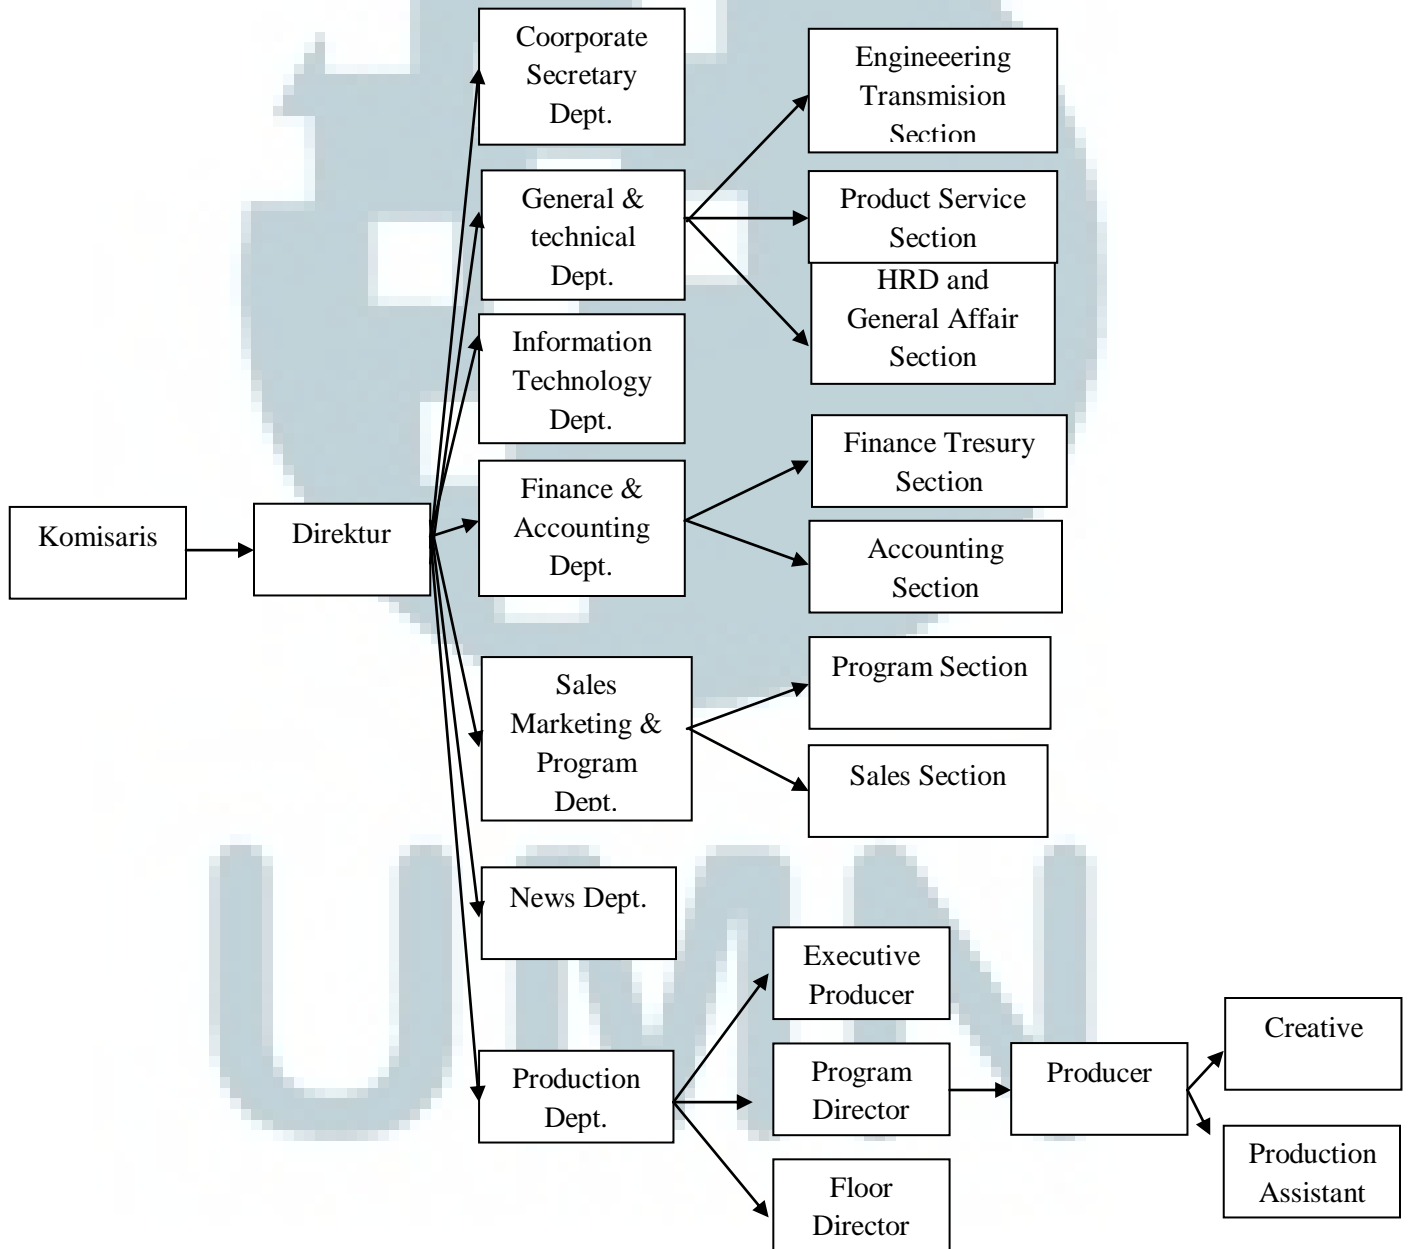 Coorporate
Secretary
Dept.
Engineeering
Transmision
Section
General &
technical
Dept.
Product Service
Section
HRD and
General Affair
Section
Information
Technology
Dept.
Finance Tresury
Section
Finance &
Accounting
Dept.
Komisaris
Direktur
Accounting
Section
Sales
Marketing &
Program
Dept.
Program Section
Sales Section
News Dept.
Executive
Producer
Production
Dept.
Program
Director
Producer
Creative
Production
Assistant
Floor
Director
UMN